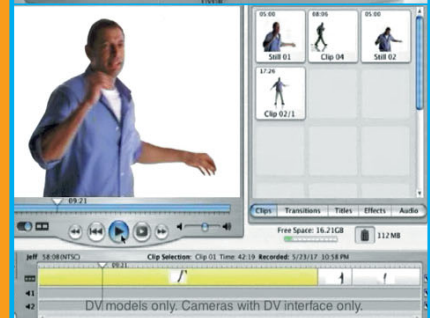 05:00 08:06 05:00
Still 01 Clip 04 Still 02
17:26
Clip 02/1
09:21
Clips Transitions Titles Effects Audio
Free Space: 16.21GB
112 MB
Jeff 58:08(NTSC) Clip Selection: Clip 01 Time: 42:19 Recorded: 5/23/17 10:58 PM
09:21
DV models only. Cameras with DV interface only.